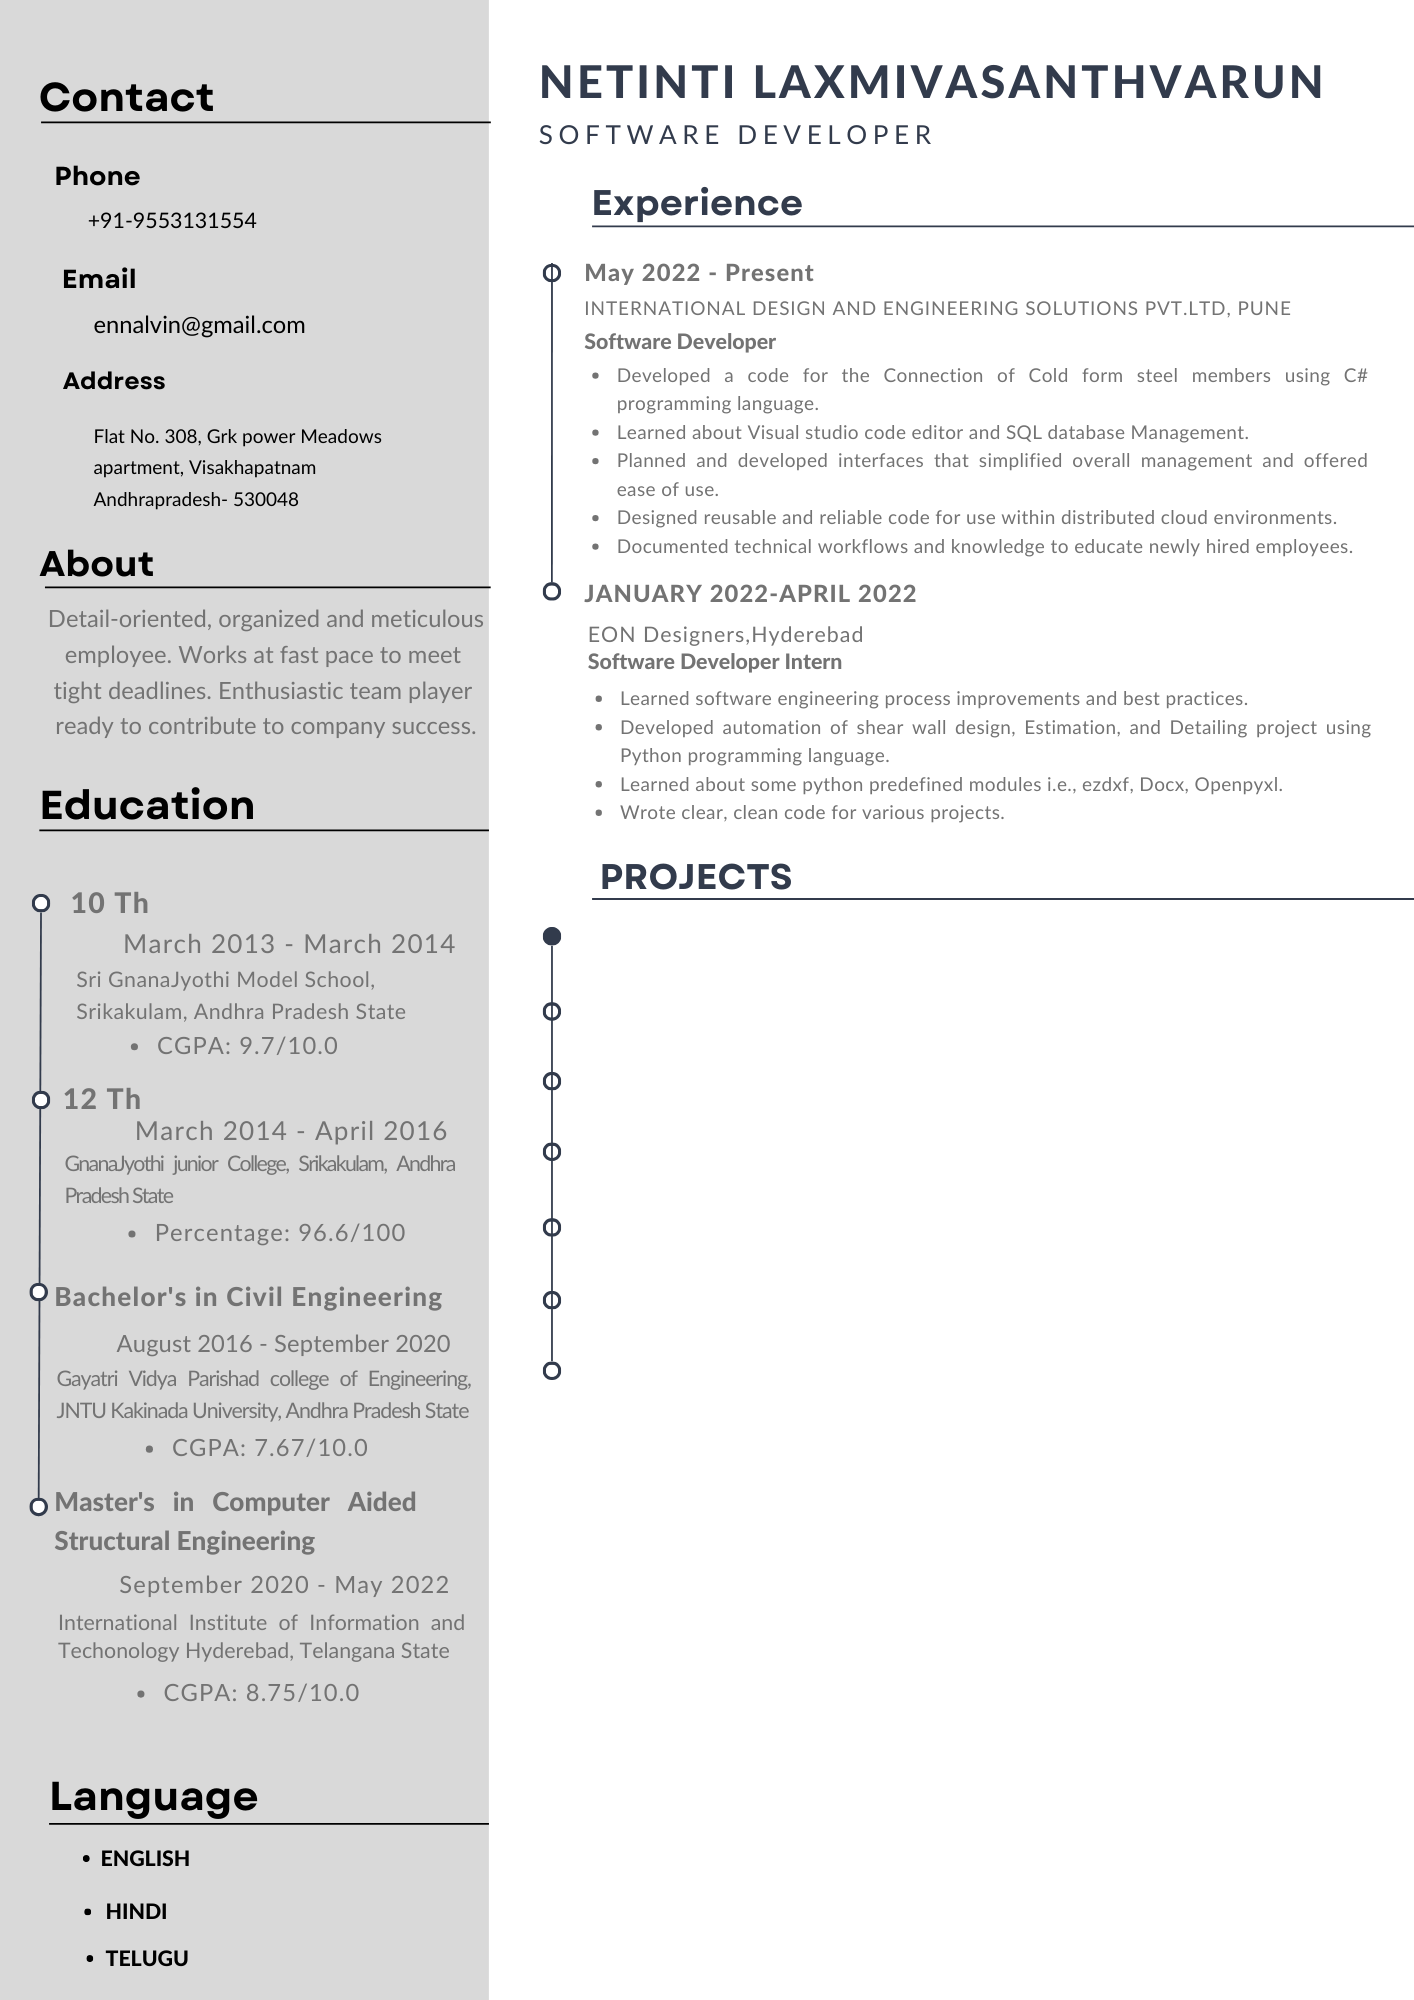 Contact
Phone
+91-9553131554
Email
ennalvin@gmail.com
Address
Flat No. 308, Grk power Meadows
apartment, Visakhapatnam
Andhrapradesh- 530048
About
Detail-oriented, organized and meticulous
employee. Works at fast pace to meet
tight deadlines. Enthusiastic team player
ready to contribute to company success.
Education
10 Th
March 2013 - March 2014
Sri GnanaJyothi Model School,
Srikakulam, Andhra Pradesh State
• CGPA: 9.7/10.0
12 Th
March 2014 - April 2016
GnanaJyothi junior College, Srikakulam, Andhra
Pradesh State
• Percentage: 96.6/100
Bachelor's in Civil Engineering
August 2016 - September 2020
Gayatri Vidya Parishad college of Engineering,
JNTU Kakinada University, Andhra Pradesh State
• CGPA: 7.67/10.0
Master's in Computer Aided
Structural Engineering
September 2020 - May 2022
International Institute of Information and
Techonology Hyderebad, Telangana State
• CGPA: 8.75/10.0
Language
• ENGLISH
• HINDI
• TELUGU
NETINTI LAXMIVASANTHVARUN
SOFTWARE DEVELOPER
Experience
May 2022 - Present
INTERNATIONAL DESIGN AND ENGINEERING SOLUTIONS PVT.LTD, PUNE
Software Developer
• Developed a code for the Connection of Cold form steel members using C#
programming language.
• Learned about Visual studio code editor and SQL database Management.
• Planned and developed interfaces that simplified overall management and offered
ease of use.
• Designed reusable and reliable code for use within distributed cloud environments.
• Documented technical workflows and knowledge to educate newly hired employees.
JANUARY 2022-APRIL 2022
EON Designers,Hyderebad
Software Developer Intern
• Learned software engineering process improvements and best practices.
• Developed automation of shear wall design, Estimation, and Detailing project using
Python programming language.
• Learned about some python predefined modules i.e., ezdxf, Docx, Openpyxl.
• Wrote clear, clean code for various projects.
PROJECTS